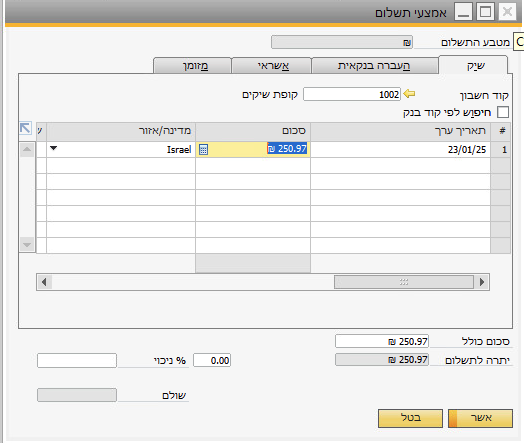 אמצעי תשלום
מטבע התשלום ₪
שיק העברה בנקאית אשראי מזומן
קוד חשבון 1002 קופת שיקים
חיפוש לפי קוד בנק
# תאריך ערך סכום מדינה/אזור
1 23/01/25 250.97 ₪ Israel
סכום כולל 250.97 ₪
יתרה לתשלום 250.97 ₪ 0.00 % ניכוי
שולם
אשר בטל